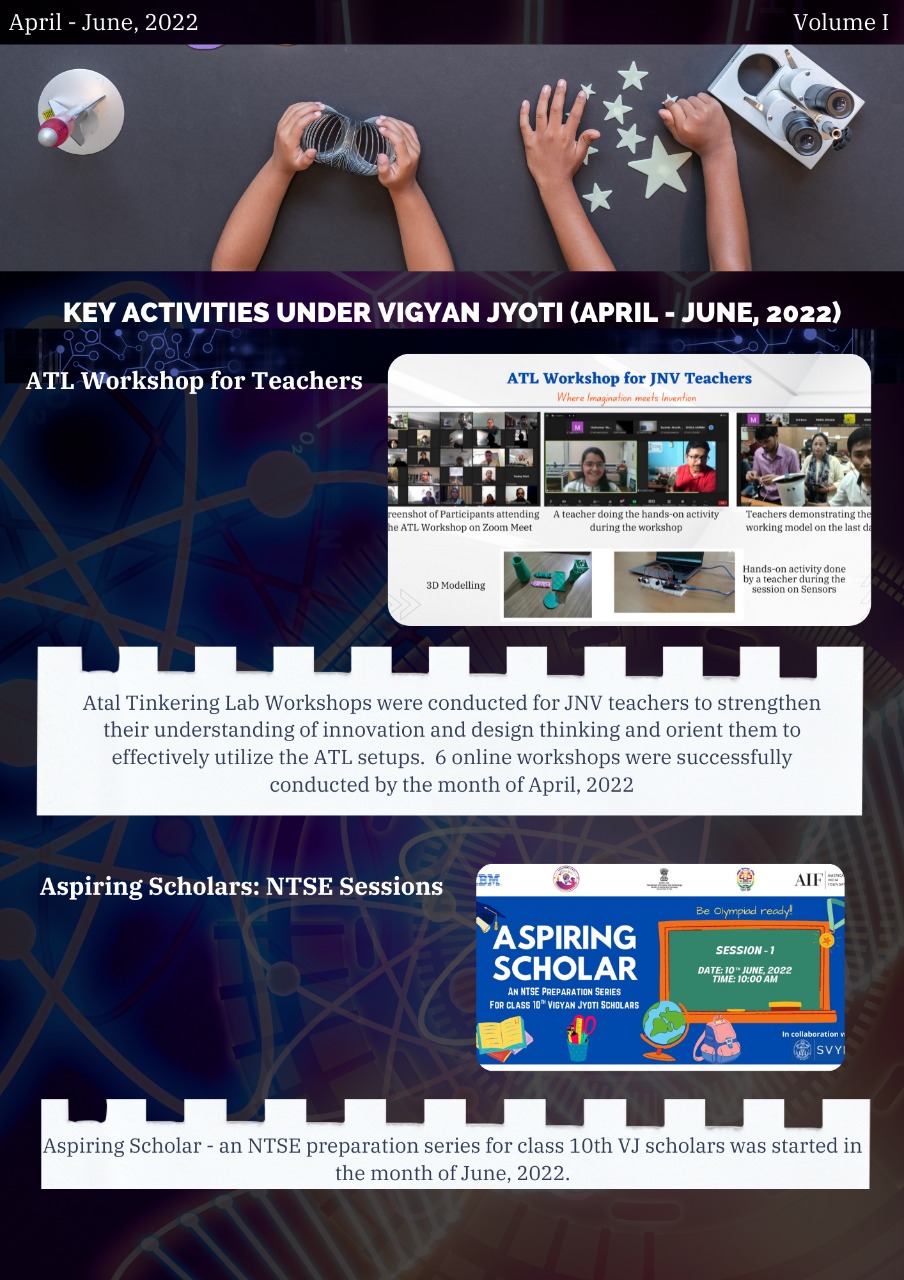 April - June, 2022
Volume I
KEY ACTIVITIES UNDER VIGYAN JYOTI (APRIL - JUNE, 2022)
ATL Workshop for Teachers
ATL Workshop for JNV Teachers
Where Imagination meets Invention
reenshot of Participants attending
he ATL Workshop on Zoom Meet
A teacher doing the hands-on activity
during the workshop
Teachers demonstrating the
working model on the last da
3D Modelling
Hands-on activity done
by a teacher during the
session on Sensors
Atal Tinkering Lab Workshops were conducted for JNV teachers to strengthen
their understanding of innovation and design thinking and orient them to
effectively utilize the ATL setups. 6 online workshops were successfully
conducted by the month of April, 2022
Aspiring Scholars: NTSE Sessions
IBM
AIF
Be Olympiad ready!!
ASPIRING
SCHOLAR
AN NTSE PREPARATION SERIES
FOR CLASS 10TH VIGYAN JYOTI SCHOLARS
SESSION - 1
DATE: 10TH JUNE, 2022
TIME: 10:00 AM
In collaboration w
SVYM
Aspiring Scholar - an NTSE preparation series for class 10th VJ scholars was started in
the month of June, 2022.